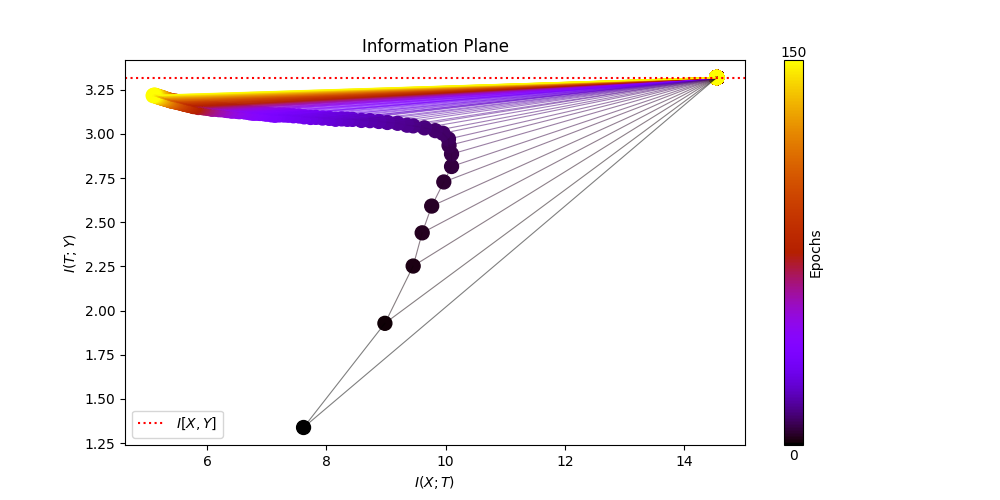 Information Plane
150
3.25
3.00
2.75
2.50
2.25
2.00
1.75
1.50
1.25
I(T; Y)
I[X, Y]
6 8 10 12 14
I(X; T)
Epochs
0